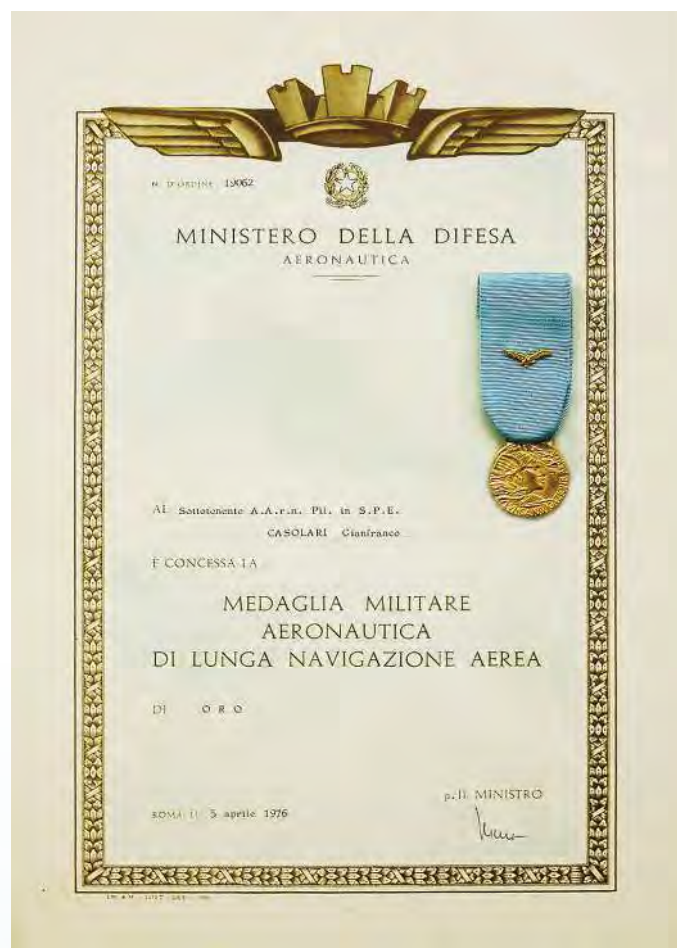 N. D'ORDINE 19062
MINISTERO DELLA DIFESA
AERONAUTICA
AL Sottotenente A.A.r.n. Pil. in S.P.E.
CASOLARI Gianfranco
È CONCESSA LA
MEDAGLIA MILITARE
AERONAUTICA
DI LUNGA NAVIGAZIONE AEREA
DI ORO
p. IL MINISTRO
ROMA LI 5 aprile 1976